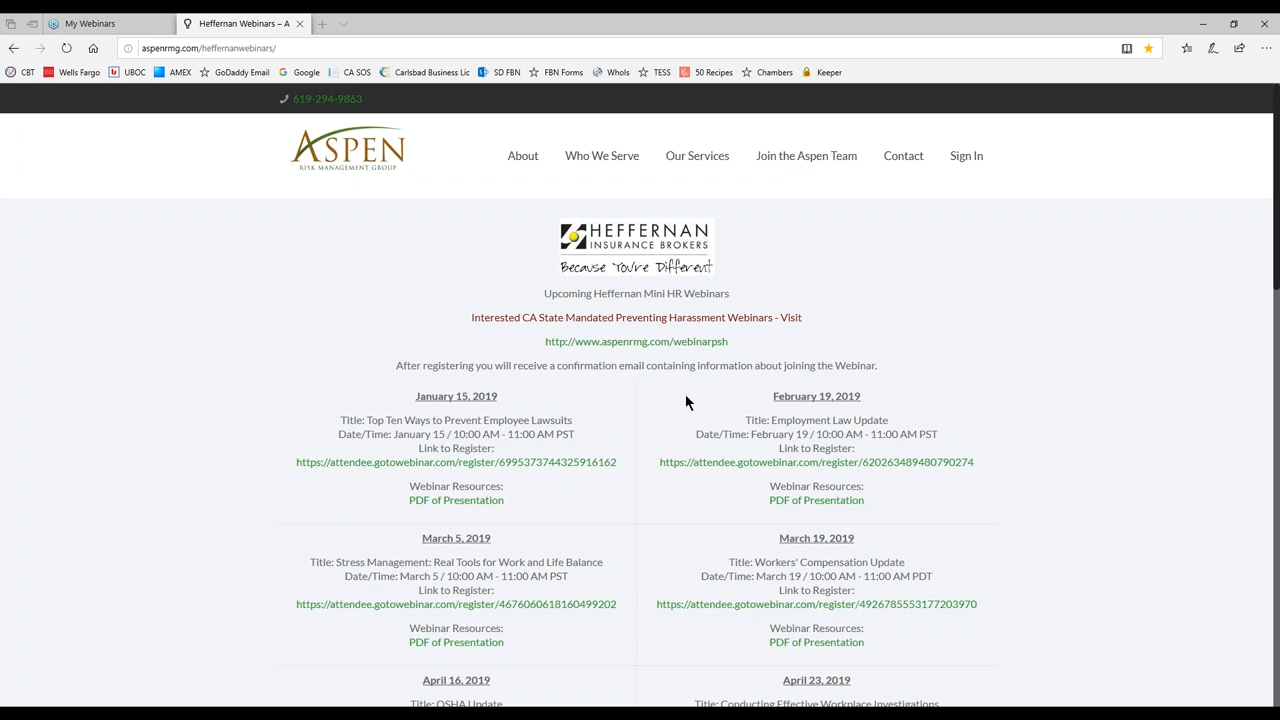 My Webinars
Heffernan Webinars – A
aspenrmg.com/heffernanwebinars/
CBT Wells Fargo UBOC AMEX GoDaddy Email Google CA SOS Carlsbad Business Lic SD FBN FBN Forms WhoIs TESS 50 Recipes Chambers Keeper
619-294-9863
ASPEN
RISK MANAGEMENT GROUP
About Who We Serve Our Services Join the Aspen Team Contact Sign In
HEFFERNAN
INSURANCE BROKERS
Because You're Different
Upcoming Heffernan Mini HR Webinars
Interested CA State Mandated Preventing Harassment Webinars - Visit
http://www.aspenrmg.com/webinarpsh
After registering you will receive a confirmation email containing information about joining the Webinar.
January 15, 2019
Title: Top Ten Ways to Prevent Employee Lawsuits
Date/Time: January 15 / 10:00 AM - 11:00 AM PST
Link to Register:
https://attendee.gotowebinar.com/register/6995373744325916162
Webinar Resources:
PDF of Presentation
February 19, 2019
Title: Employment Law Update
Date/Time: February 19 / 10:00 AM - 11:00 AM PST
Link to Register:
https://attendee.gotowebinar.com/register/620263489480790274
Webinar Resources:
PDF of Presentation
March 5, 2019
Title: Stress Management: Real Tools for Work and Life Balance
Date/Time: March 5 / 10:00 AM - 11:00 AM PST
Link to Register:
https://attendee.gotowebinar.com/register/4676060618160499202
Webinar Resources:
PDF of Presentation
March 19, 2019
Title: Workers' Compensation Update
Date/Time: March 19 / 10:00 AM - 11:00 AM PDT
Link to Register:
https://attendee.gotowebinar.com/register/4926785553177203970
Webinar Resources:
PDF of Presentation
April 16, 2019
Title: OSHA Update
April 23, 2019
Title: Conducting Effective Workplace Investigations